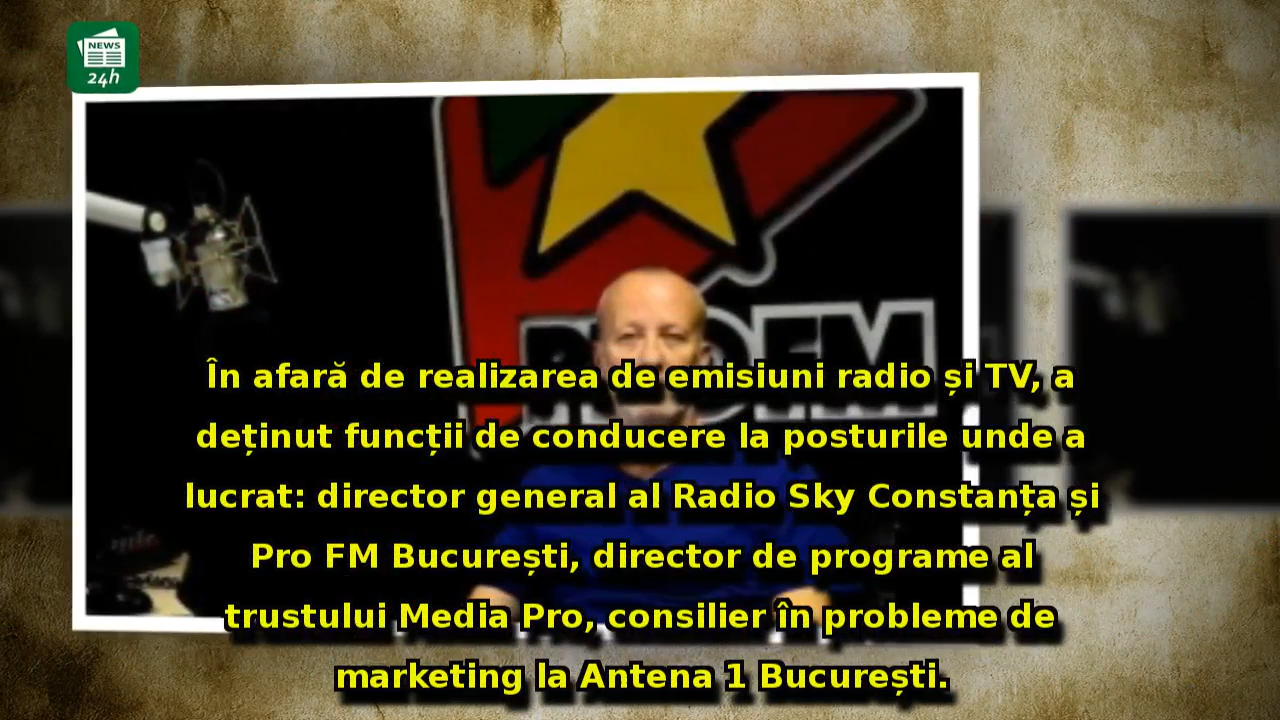 NEWS
24h
FM
În afară de realizarea de emisiuni radio și TV, a
deținut funcții de conducere la posturile unde a
lucrat: director general al Radio Sky Constanța și
Pro FM București, director de programe al
trustului Media Pro, consilier în probleme de
marketing la Antena 1 București.